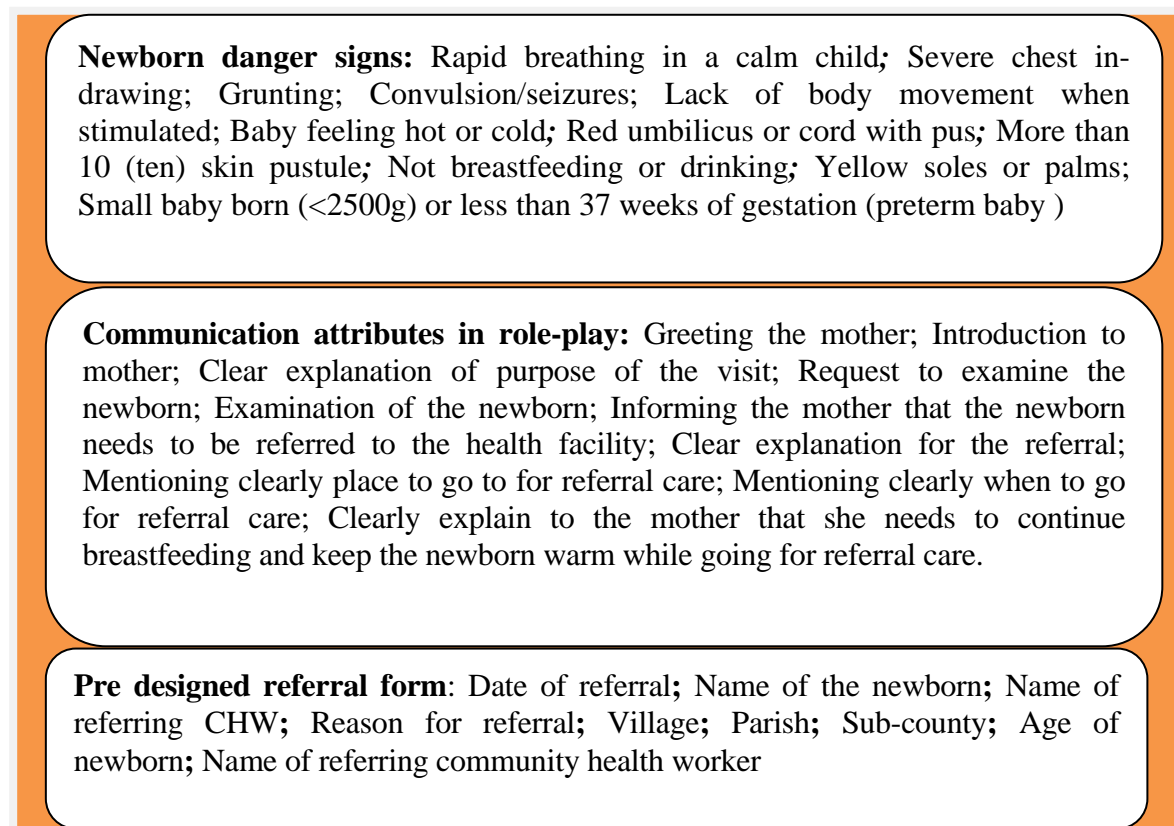 Newborn danger signs: Rapid breathing in a calm child; Severe chest in-
drawing; Grunting; Convulsion/seizures; Lack of body movement when
stimulated; Baby feeling hot or cold; Red umbilicus or cord with pus; More than
10 (ten) skin pustule; Not breastfeeding or drinking; Yellow soles or palms;
Small baby born (<2500g) or less than 37 weeks of gestation (preterm baby )
Communication attributes in role-play: Greeting the mother; Introduction to
mother; Clear explanation of purpose of the visit; Request to examine the
newborn; Examination of the newborn; Informing the mother that the newborn
needs to be referred to the health facility; Clear explanation for the referral;
Mentioning clearly place to go to for referral care; Mentioning clearly when to go
for referral care; Clearly explain to the mother that she needs to continue
breastfeeding and keep the newborn warm while going for referral care.
Pre designed referral form: Date of referral; Name of the newborn; Name of
referring CHW; Reason for referral; Village; Parish; Sub-county; Age of
newborn; Name of referring community health worker